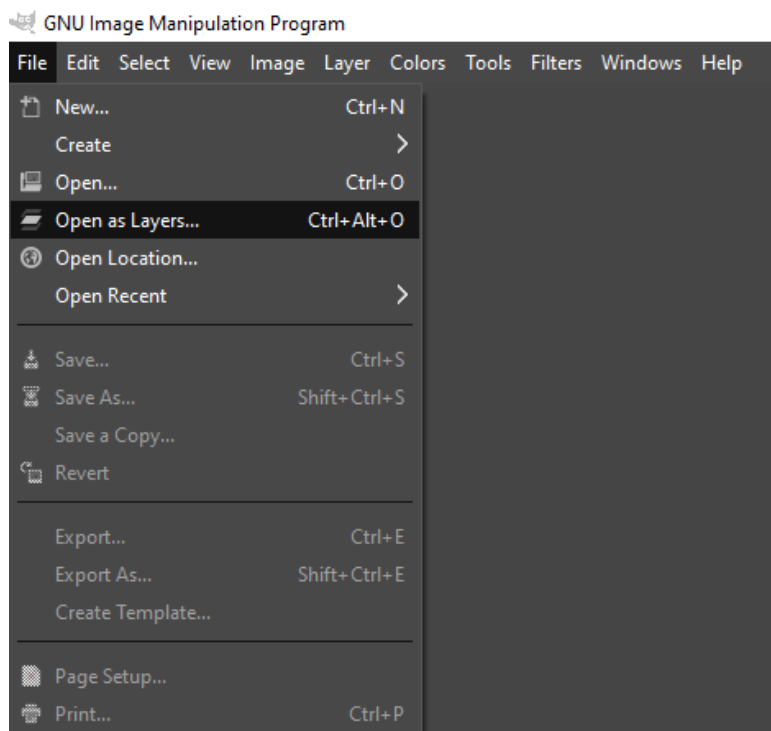 GNU Image Manipulation Program
File Edit Select View Image Layer Colors Tools Filters Windows Help
New... Ctrl+N
Create
Open... Ctrl+O
Open as Layers... Ctrl+Alt+O
Open Location...
Open Recent
Save... Ctrl+S
Save As... Shift+Ctrl+S
Save a Copy...
Revert
Export... Ctrl+E
Export As... Shift+Ctrl+E
Create Template...
Page Setup...
Print... Ctrl+P